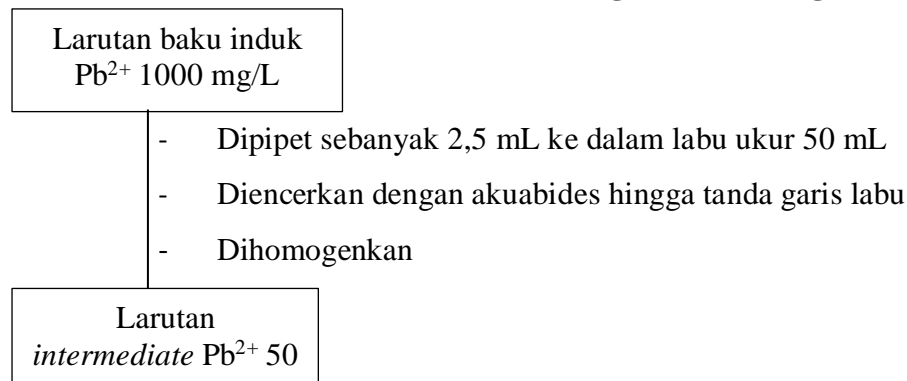 Larutan baku induk
Pb²⁺ 1000 mg/L
- Dipipet sebanyak 2,5 mL ke dalam labu ukur 50 mL
- Diencerkan dengan akuabides hingga tanda garis labu
- Dihomogenkan
Larutan
intermediate Pb²⁺ 50